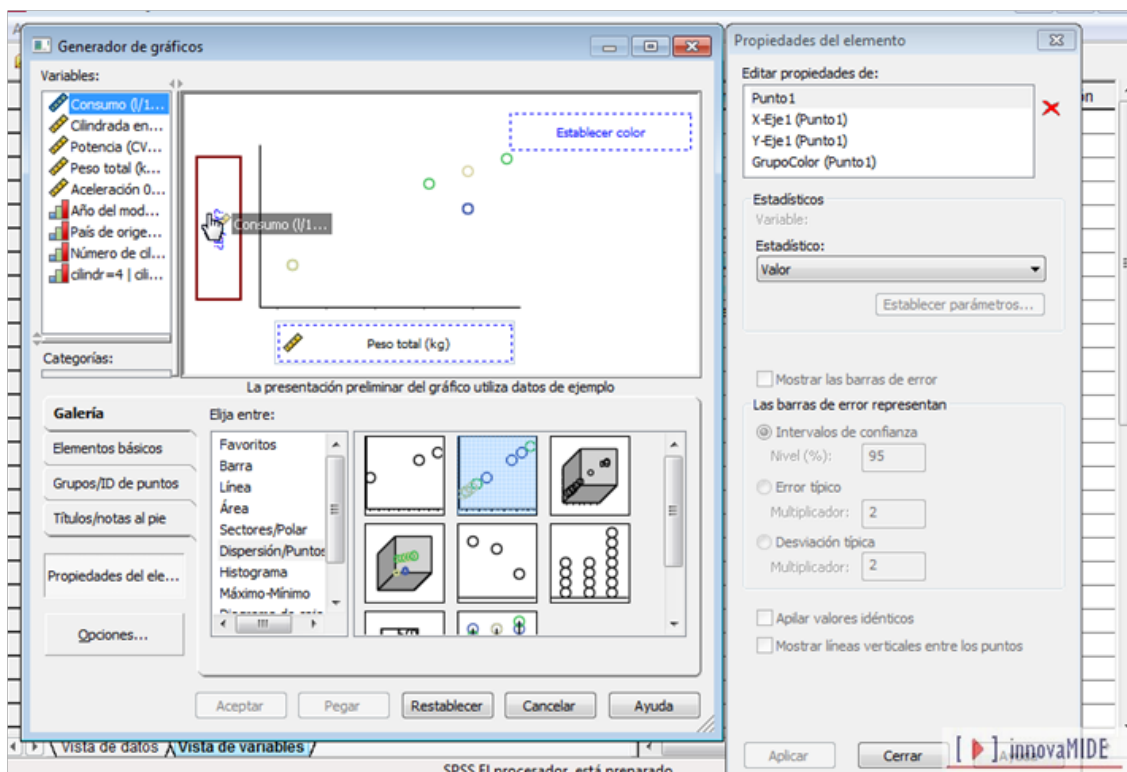 Generador de gráficos
Variables:
Consumo (l/1...
Cilindrada en...
Potencia (CV...
Peso total (k...
Aceleración 0...
Año del mod...
País de orige...
Número de cil...
cilindr=4 | cili...
Categorías:
Establecer color
Consumo (l/1...
Peso total (kg)
La presentación preliminar del gráfico utiliza datos de ejemplo
Galería
Elementos básicos
Grupos/ID de puntos
Títulos/notas al pie
Propiedades del ele...
Opciones...
Elija entre:
Favoritos
Barra
Línea
Área
Sectores/Polar
Dispersión/Puntos
Histograma
Máximo-Mínimo
Aceptar
Pegar
Restablecer
Cancelar
Ayuda
Propiedades del elemento
Editar propiedades de:
Punto1
X-Eje1 (Punto1)
Y-Eje1 (Punto1)
GrupoColor (Punto1)
Estadísticos
Variable:
Estadístico:
Valor
Establecer parámetros...
Mostrar las barras de error
Las barras de error representan
Intervalos de confianza
Nivel (%): 95
Error típico
Multiplicador: 2
Desviación típica
Multiplicador: 2
Apilar valores idénticos
Mostrar líneas verticales entre los puntos
Aplicar
Cerrar
innovaMIDE
Vista de datos
Vista de variables
SPSS El procesador está preparado